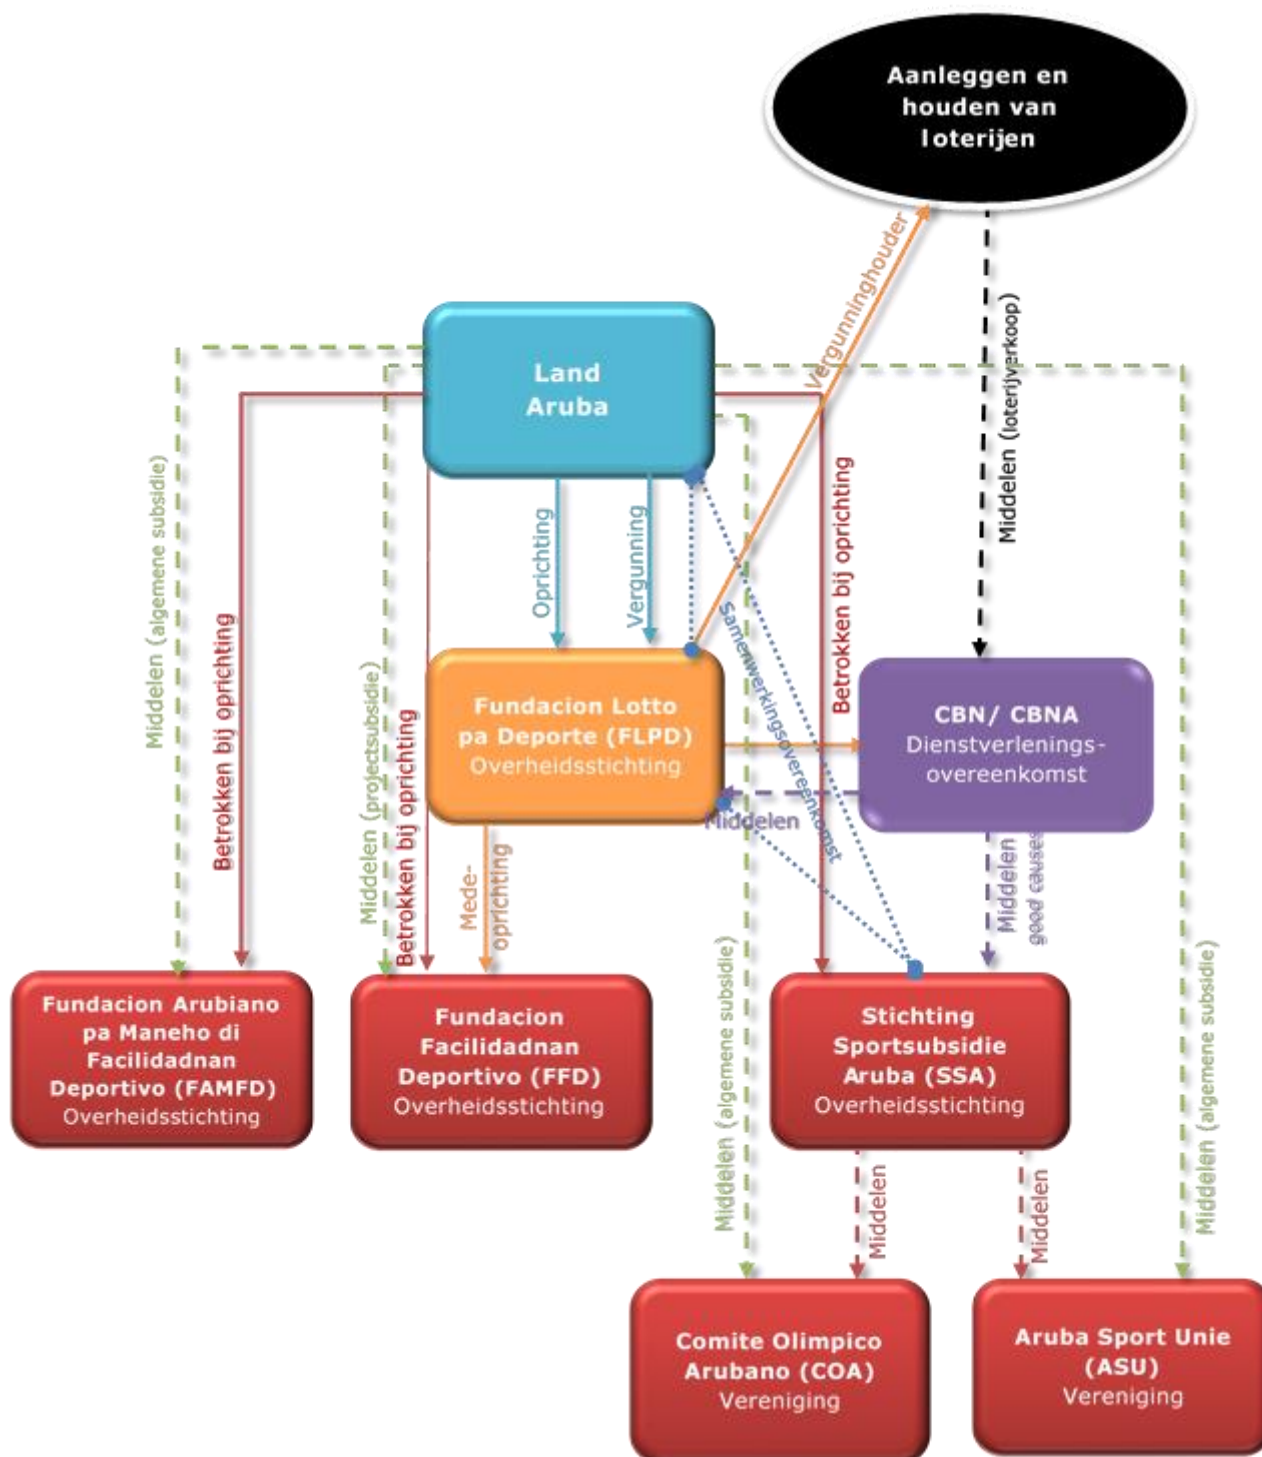 Aanleggen en
houden van
loterijen
Vergunninghouder
Middelen (loterijverkoop)
Land
Aruba
Middelen (algemene subsidie)
Betrokken bij oprichting
Middelen (projectsubsidie)
Betrokken bij oprichting
Oprichting
Vergunning
Samenwerkingsovereenkomst
Betrokken bij oprichting
Fundacion Lotto
pa Deporte (FLPD)
Overheidsstichting
CBN/ CBNA
Dienstverlenings-
overeenkomst
Middelen
Mede-
oprichting
Middelen
good causes
Middelen (algemene subsidie)
Middelen (algemene subsidie)
Fundacion Arubiano
pa Maneho di
Facilidadnan
Deportivo (FAMFD)
Overheidsstichting
Fundacion
Facilidadnan
Deportivo (FFD)
Overheidsstichting
Stichting
Sportsubsidie
Aruba (SSA)
Overheidsstichting
Middelen
Middelen
Comite Olimpico
Arubano (COA)
Vereniging
Aruba Sport Unie
(ASU)
Vereniging